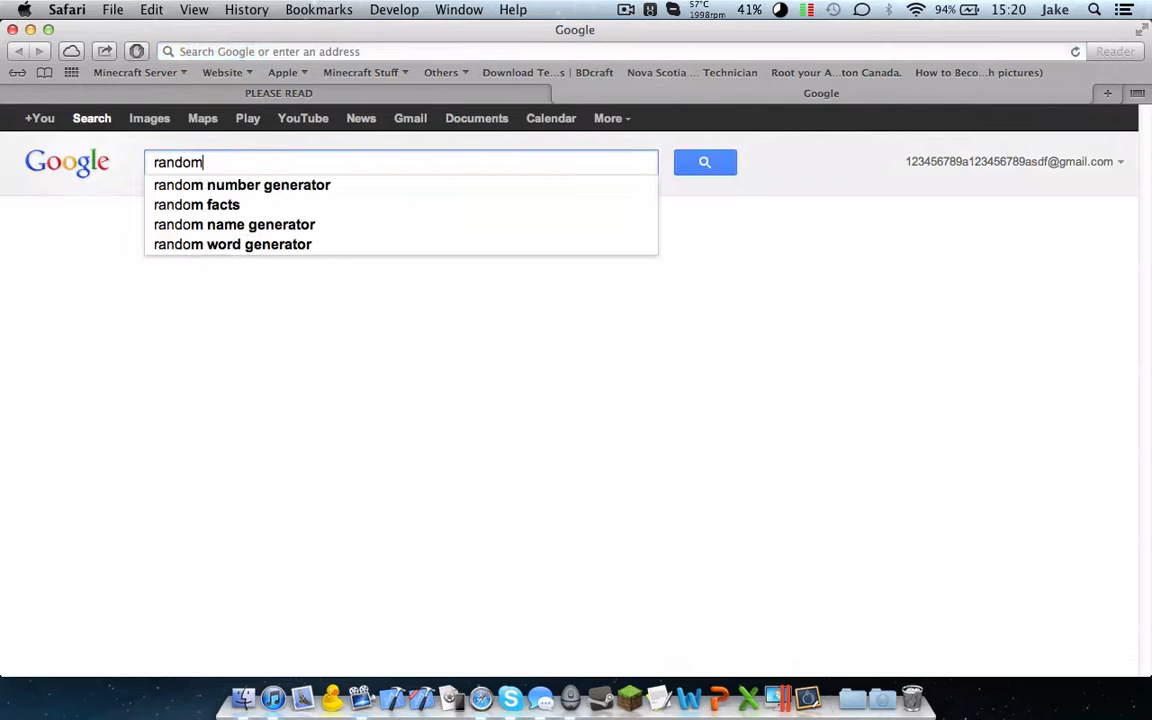 Safari File Edit View History Bookmarks Develop Window Help 57°C 1998rpm 41% 94% 15:20 Jake
Google
Search Google or enter an address Reader
Minecraft Server Website Apple Minecraft Stuff Others Download Te...s | BDcraft Nova Scotia ... Technician Root your A...ton Canada. How to Beco...h pictures)
PLEASE READ Google
+You Search Images Maps Play YouTube News Gmail Documents Calendar More
Google random 123456789a123456789asdf@gmail.com
random number generator
random facts
random name generator
random word generator